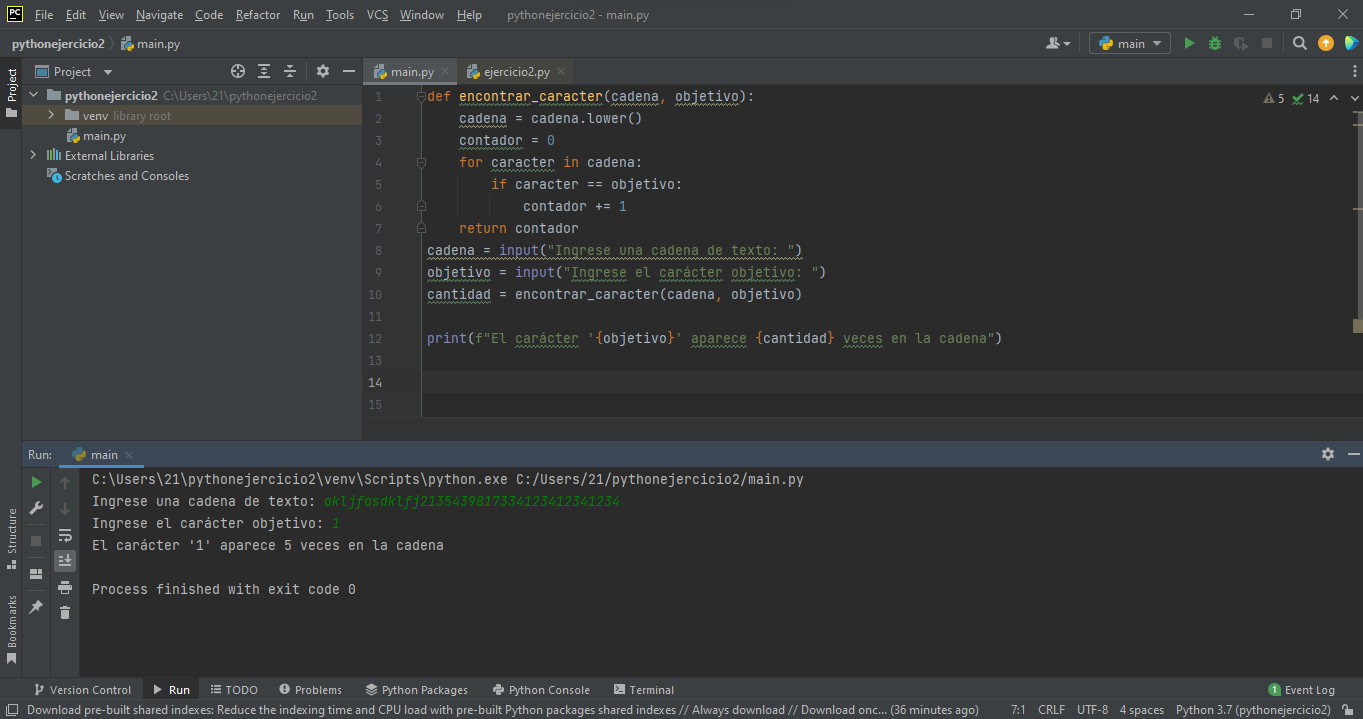 PC File Edit View Navigate Code Refactor Run Tools VCS Window Help pythonejercicio2 - main.py
pythonejercicio2 main.py main
Project main.py ejercicio2.py
Project
pythonejercicio2 C:\Users\21\pythonejercicio2
venv library root
main.py
External Libraries
Scratches and Consoles
5 14
1 def encontrar_caracter(cadena, objetivo):
2 cadena = cadena.lower()
3 contador = 0
4 for caracter in cadena:
5 if caracter == objetivo:
6 contador += 1
7 return contador
8 cadena = input("Ingrese una cadena de texto: ")
9 objetivo = input("Ingrese el carácter objetivo: ")
10 cantidad = encontrar_caracter(cadena, objetivo)
11
12 print(f"El carácter '{objetivo}' aparece {cantidad} veces en la cadena")
13
14
15
Run: main
C:\Users\21\pythonejercicio2\venv\Scripts\python.exe C:/Users/21/pythonejercicio2/main.py
Ingrese una cadena de texto: akljfasdklfj21354398173341234123412341234
Ingrese el carácter objetivo: 1
El carácter '1' aparece 5 veces en la cadena
Process finished with exit code 0
Structure
Bookmarks
Version Control Run TODO Problems Python Packages Python Console Terminal 1 Event Log
Download pre-built shared indexes: Reduce the indexing time and CPU load with pre-built Python packages shared indexes // Always download // Download onc... (36 minutes ago) 7:1 CRLF UTF-8 4 spaces Python 3.7 (pythonejercicio2)